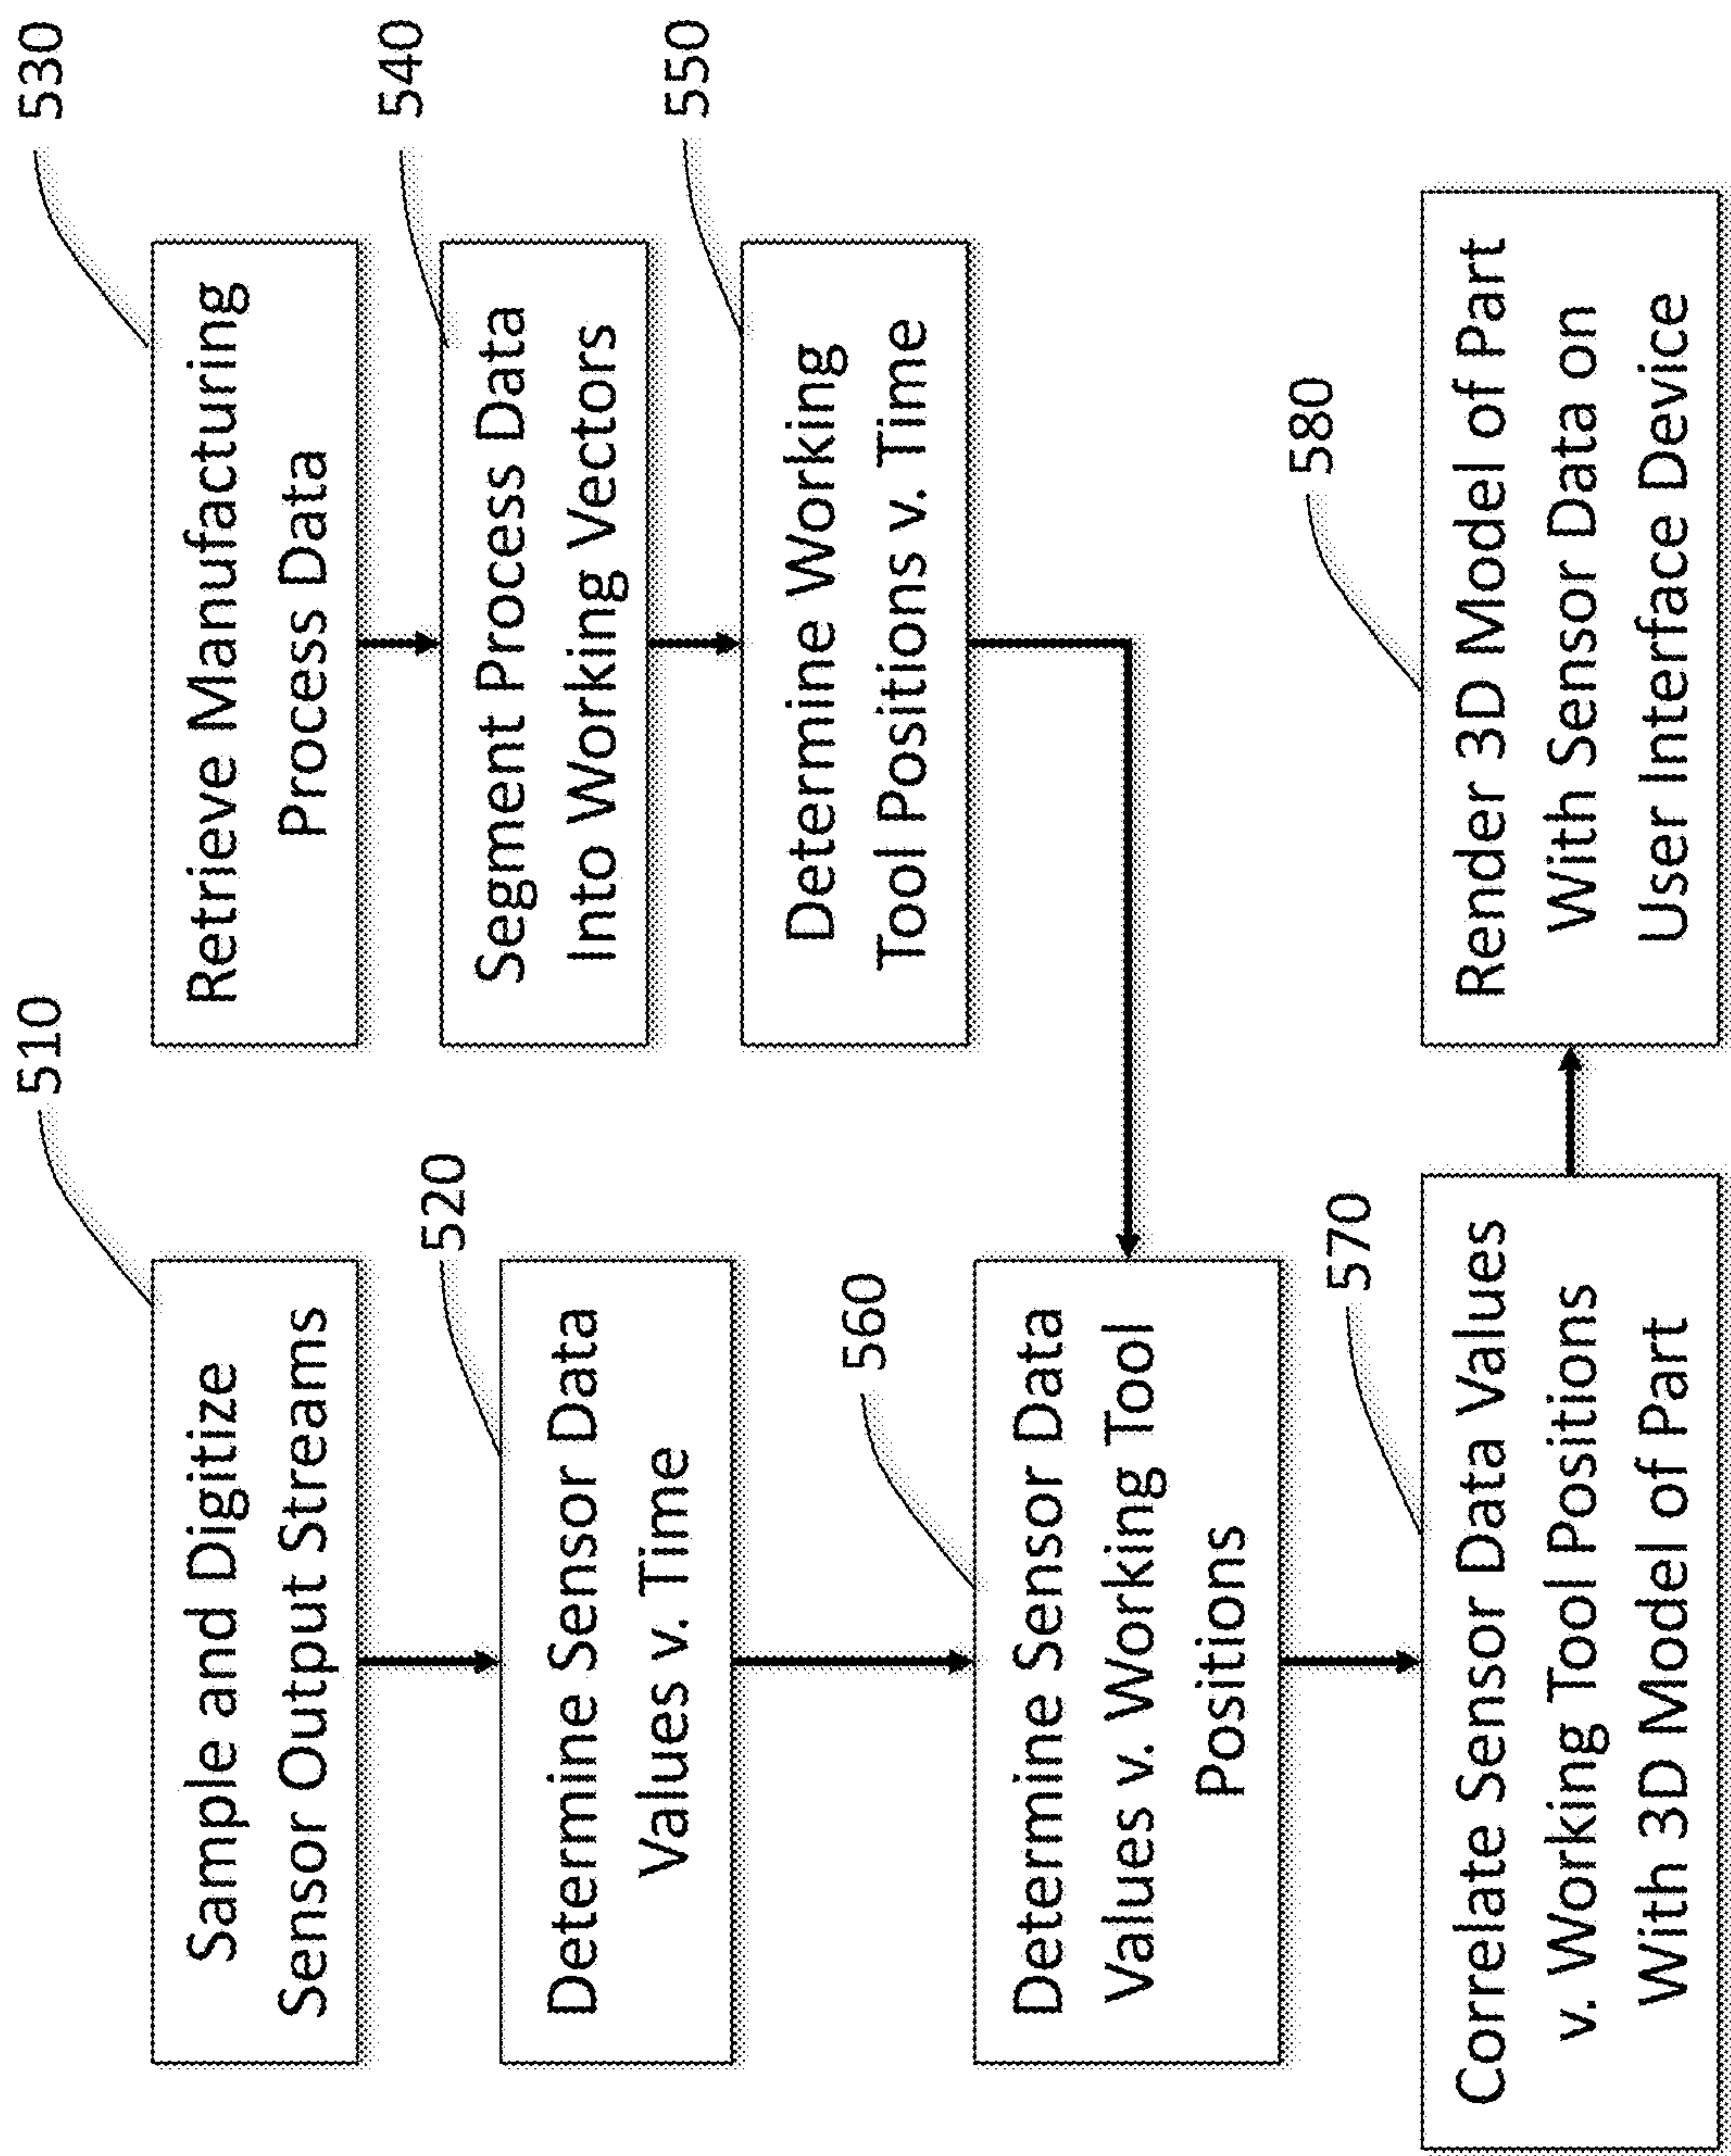 510
Sample and Digitize
Sensor Output Streams
520
Determine Sensor Data
Values v. Time
530
Retrieve Manufacturing
Process Data
540
Segment Process Data
Into Working Vectors
550
Determine Working
Tool Positions v. Time
560
Determine Sensor Data
Values v. Working Tool
Positions
570
Correlate Sensor Data Values
v. Working Tool Positions
With 3D Model of Part
580
Render 3D Model of Part
With Sensor Data on
User Interface Device